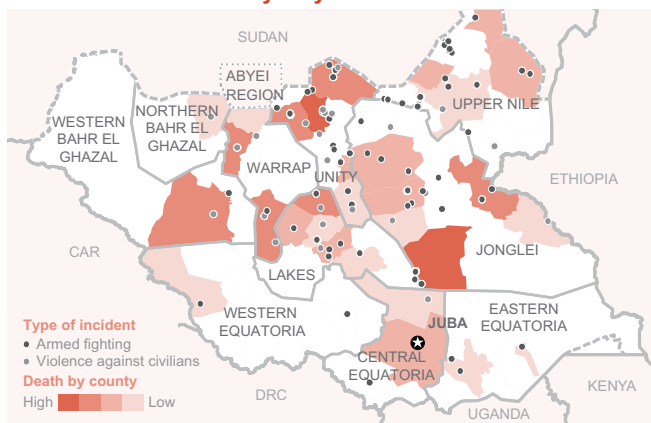 SUDAN
ABYEI
REGION
UPPER NILE
WESTERN
BAHR EL
GHAZAL
NORTHERN
BAHR EL
GHAZAL
WARRAP
UNITY
ETHIOPIA
CAR
JONGLEI
LAKES
WESTERN
EQUATORIA
EASTERN
EQUATORIA
JUBA
CENTRAL
EQUATORIA
DRC
UGANDA
KENYA
Type of incident
Armed fighting
Violence against civilians
Death by county
High Low